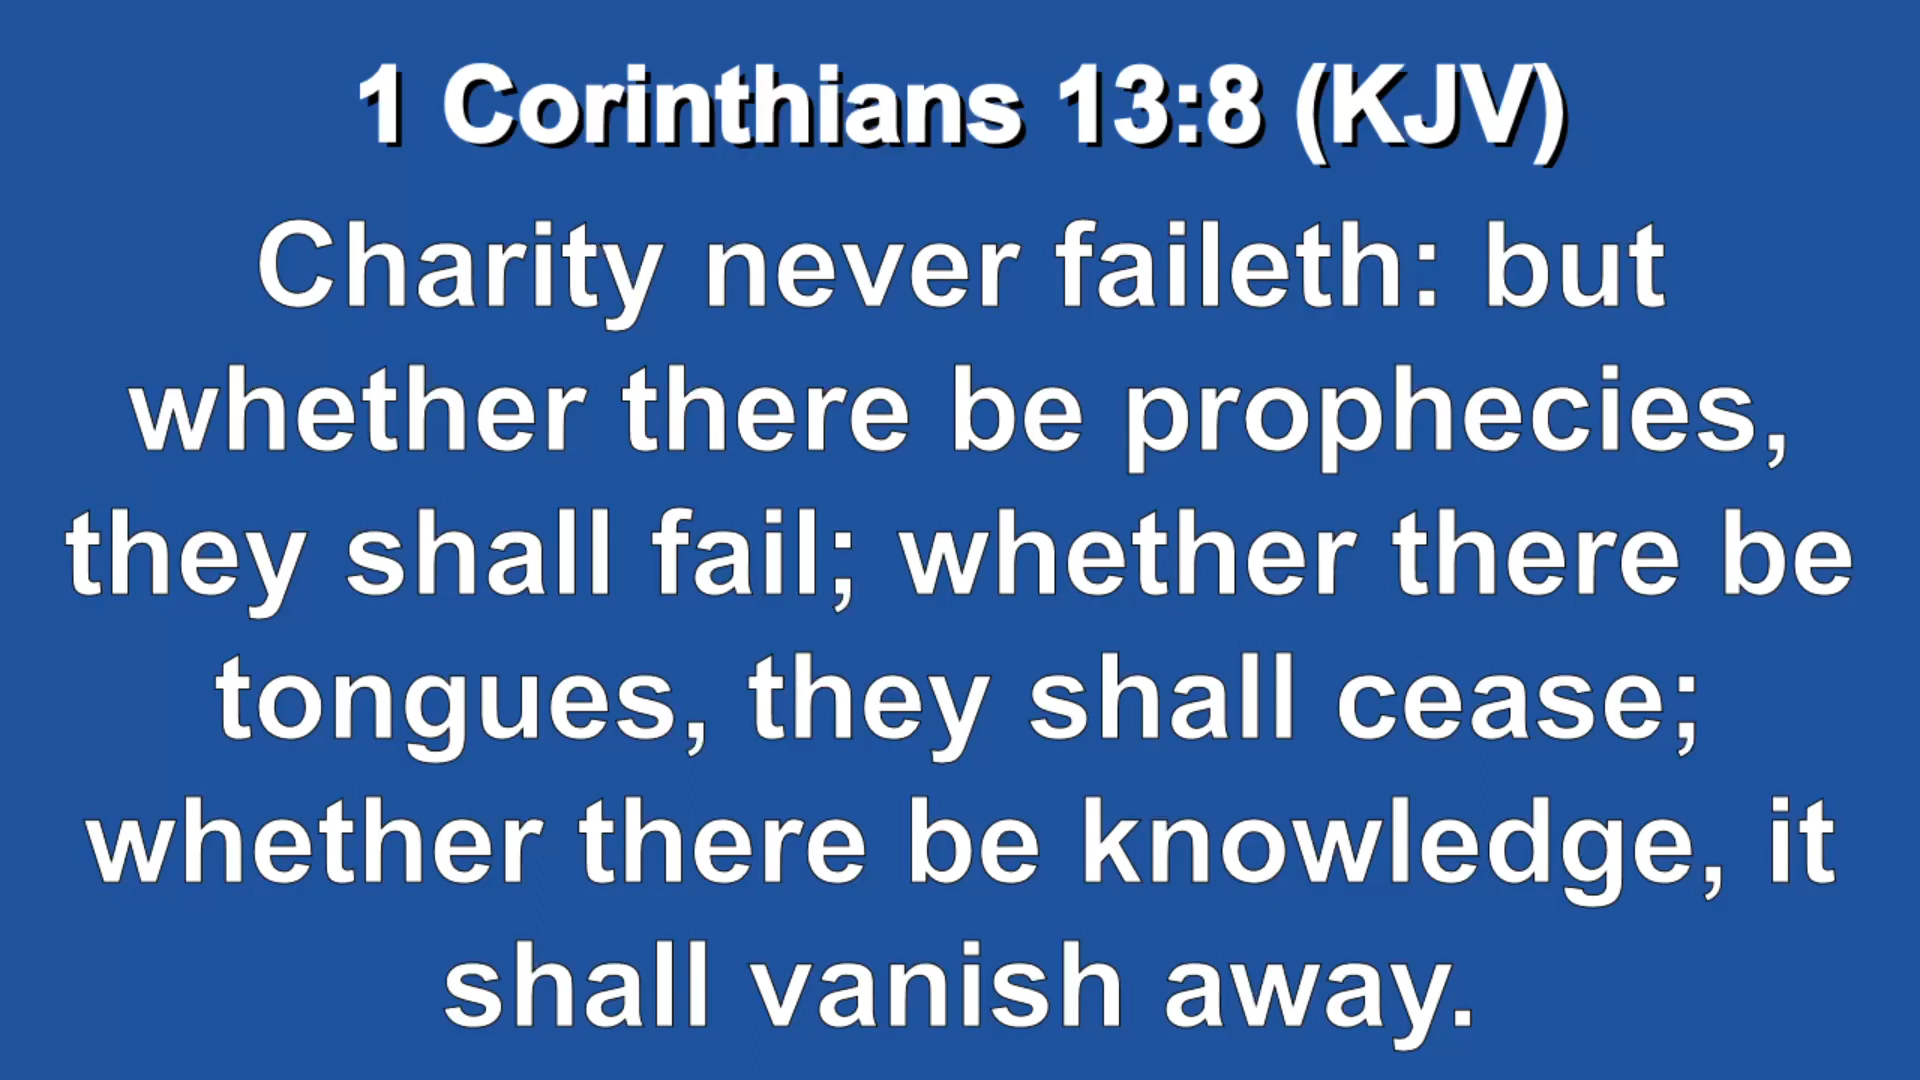 1 Corinthians 13:8 (KJV)
Charity never faileth: but
whether there be prophecies,
they shall fail; whether there be
tongues, they shall cease;
whether there be knowledge, it
shall vanish away.